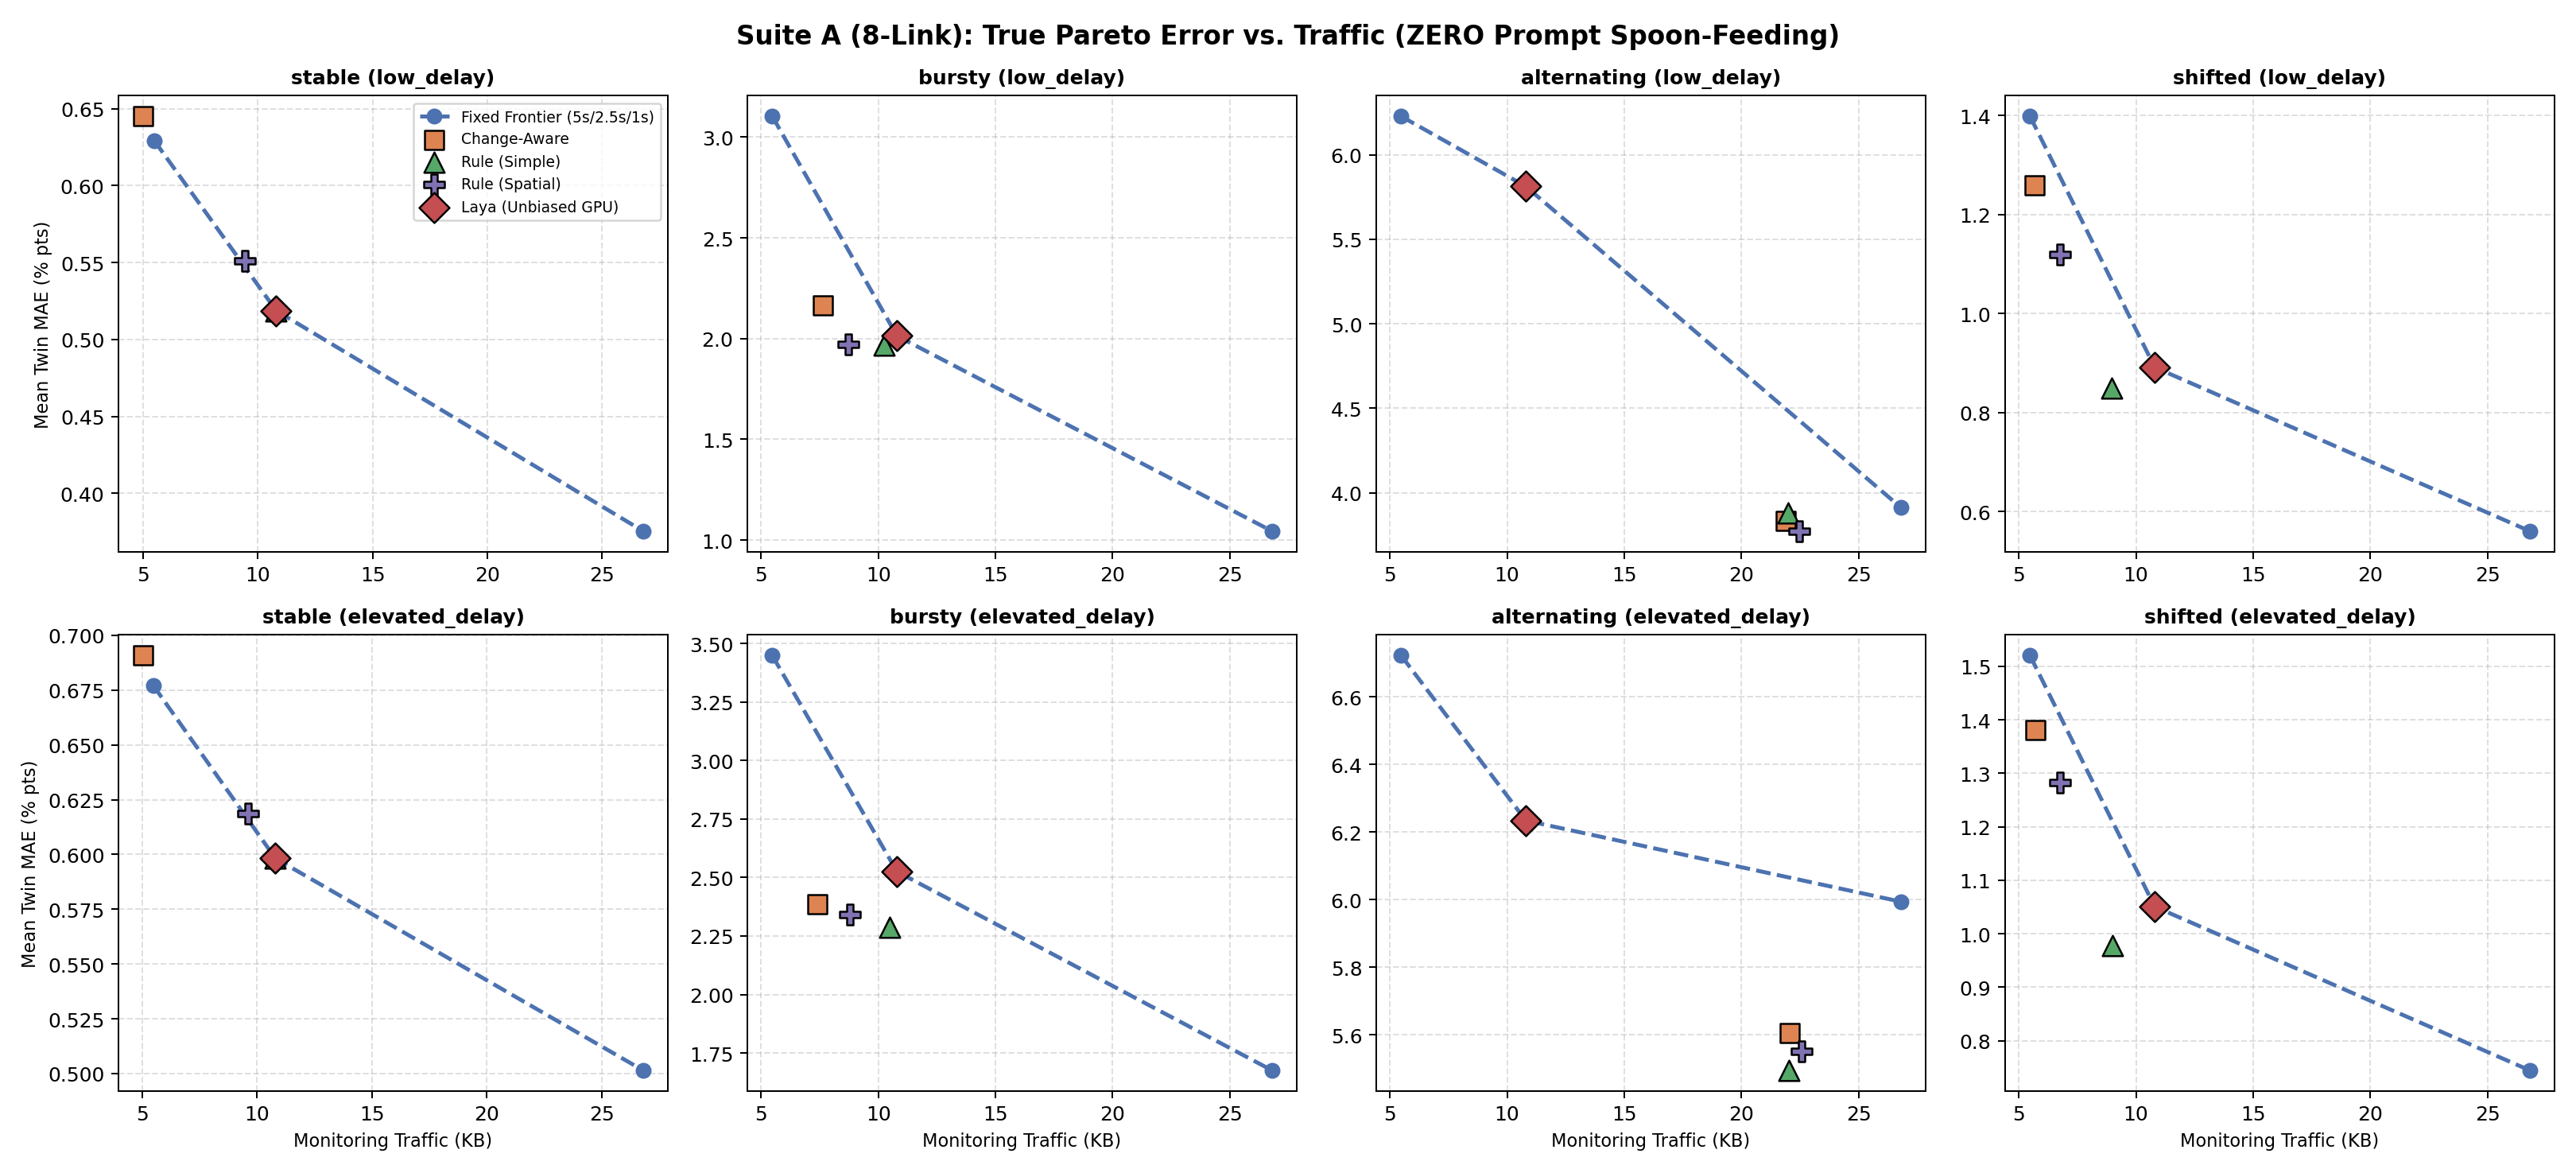 Suite A (8-Link): True Pareto Error vs. Traffic (ZERO Prompt Spoon-Feeding)
stable (low_delay)
Mean Twin MAE (% pts)
0.65
0.60
0.55
0.50
0.45
0.40
5 10 15 20 25
Fixed Frontier (5s/2.5s/1s)
Change-Aware
Rule (Simple)
Rule (Spatial)
Laya (Unbiased GPU)
bursty (low_delay)
3.0
2.5
2.0
1.5
1.0
5 10 15 20 25
alternating (low_delay)
6.0
5.5
5.0
4.5
4.0
5 10 15 20 25
shifted (low_delay)
1.4
1.2
1.0
0.8
0.6
5 10 15 20 25
stable (elevated_delay)
Mean Twin MAE (% pts)
0.700
0.675
0.650
0.625
0.600
0.575
0.550
0.525
0.500
5 10 15 20 25
Monitoring Traffic (KB)
bursty (elevated_delay)
3.50
3.25
3.00
2.75
2.50
2.25
2.00
1.75
5 10 15 20 25
Monitoring Traffic (KB)
alternating (elevated_delay)
6.6
6.4
6.2
6.0
5.8
5.6
5 10 15 20 25
Monitoring Traffic (KB)
shifted (elevated_delay)
1.5
1.4
1.3
1.2
1.1
1.0
0.9
0.8
5 10 15 20 25
Monitoring Traffic (KB)